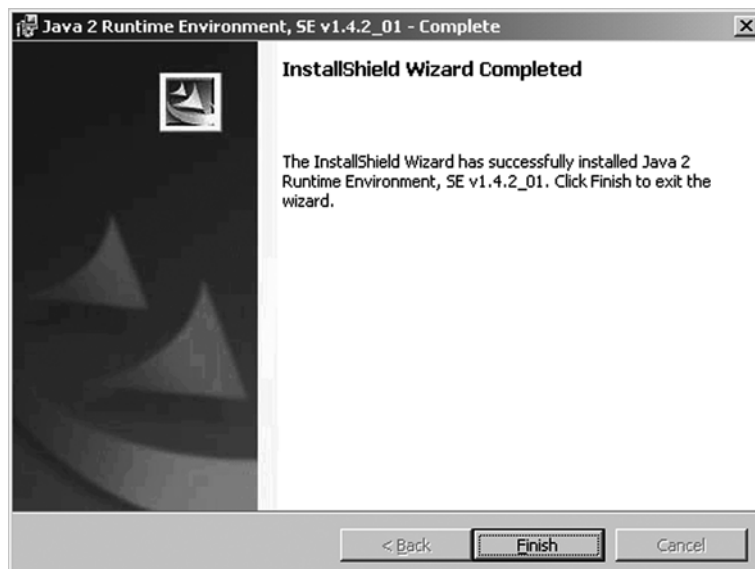 Java 2 Runtime Environment, SE v1.4.2_01 - Complete
InstallShield Wizard Completed
The InstallShield Wizard has successfully installed Java 2
Runtime Environment, SE v1.4.2_01. Click Finish to exit the
wizard.
< Back Finish Cancel